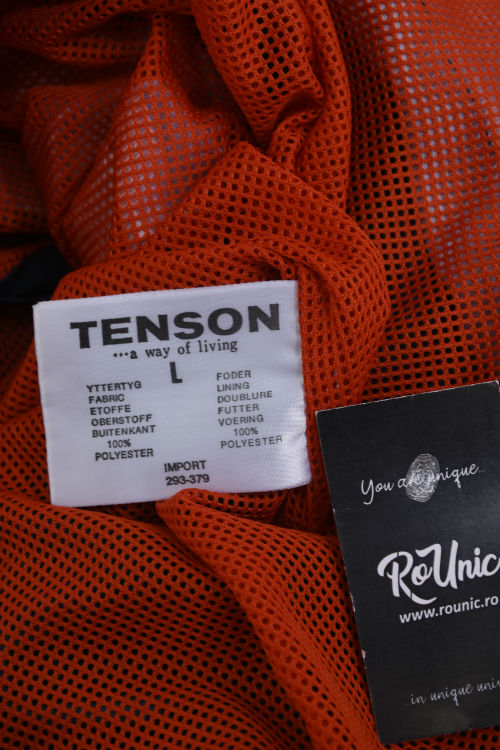 TENSON
...a way of living
L
YTTERTYG
FABRIC
ETOFFE
OBERSTOFF
BUITENKANT
100%
POLYESTER
FODER
LINING
DOUBLURE
FUTTER
VOERING
100%
POLYESTER
IMPORT
293-379
You are unique...
RoUnic
www.rounic.ro
...in unique